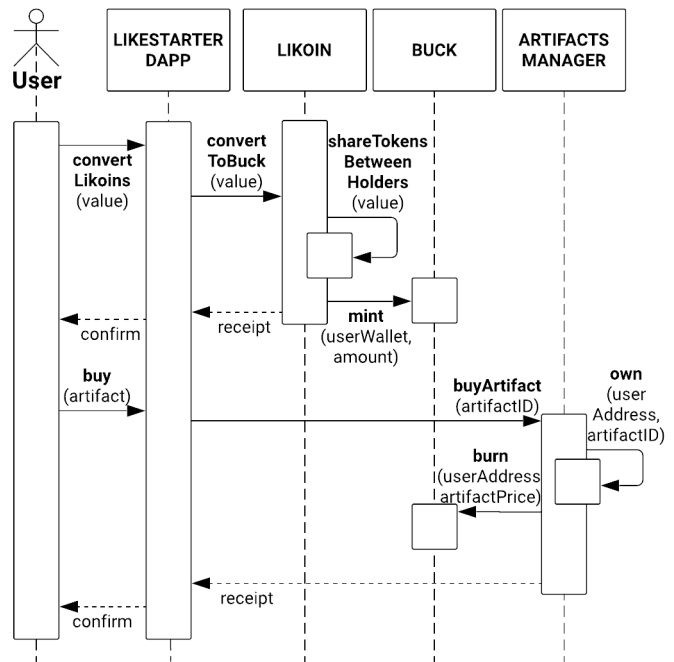 User
LIKESTARTER
DAPP
LIKOIN
BUCK
ARTIFACTS
MANAGER
convert
Likoins
(value)
convert
ToBuck
(value)
shareTokens
Between
Holders
(value)
mint
(userWallet,
amount)
receipt
confirm
buy
(artifact)
buyArtifact
(artifactID)
own
(user
Address,
artifactID)
burn
(userAddress
artifactPrice)
receipt
confirm